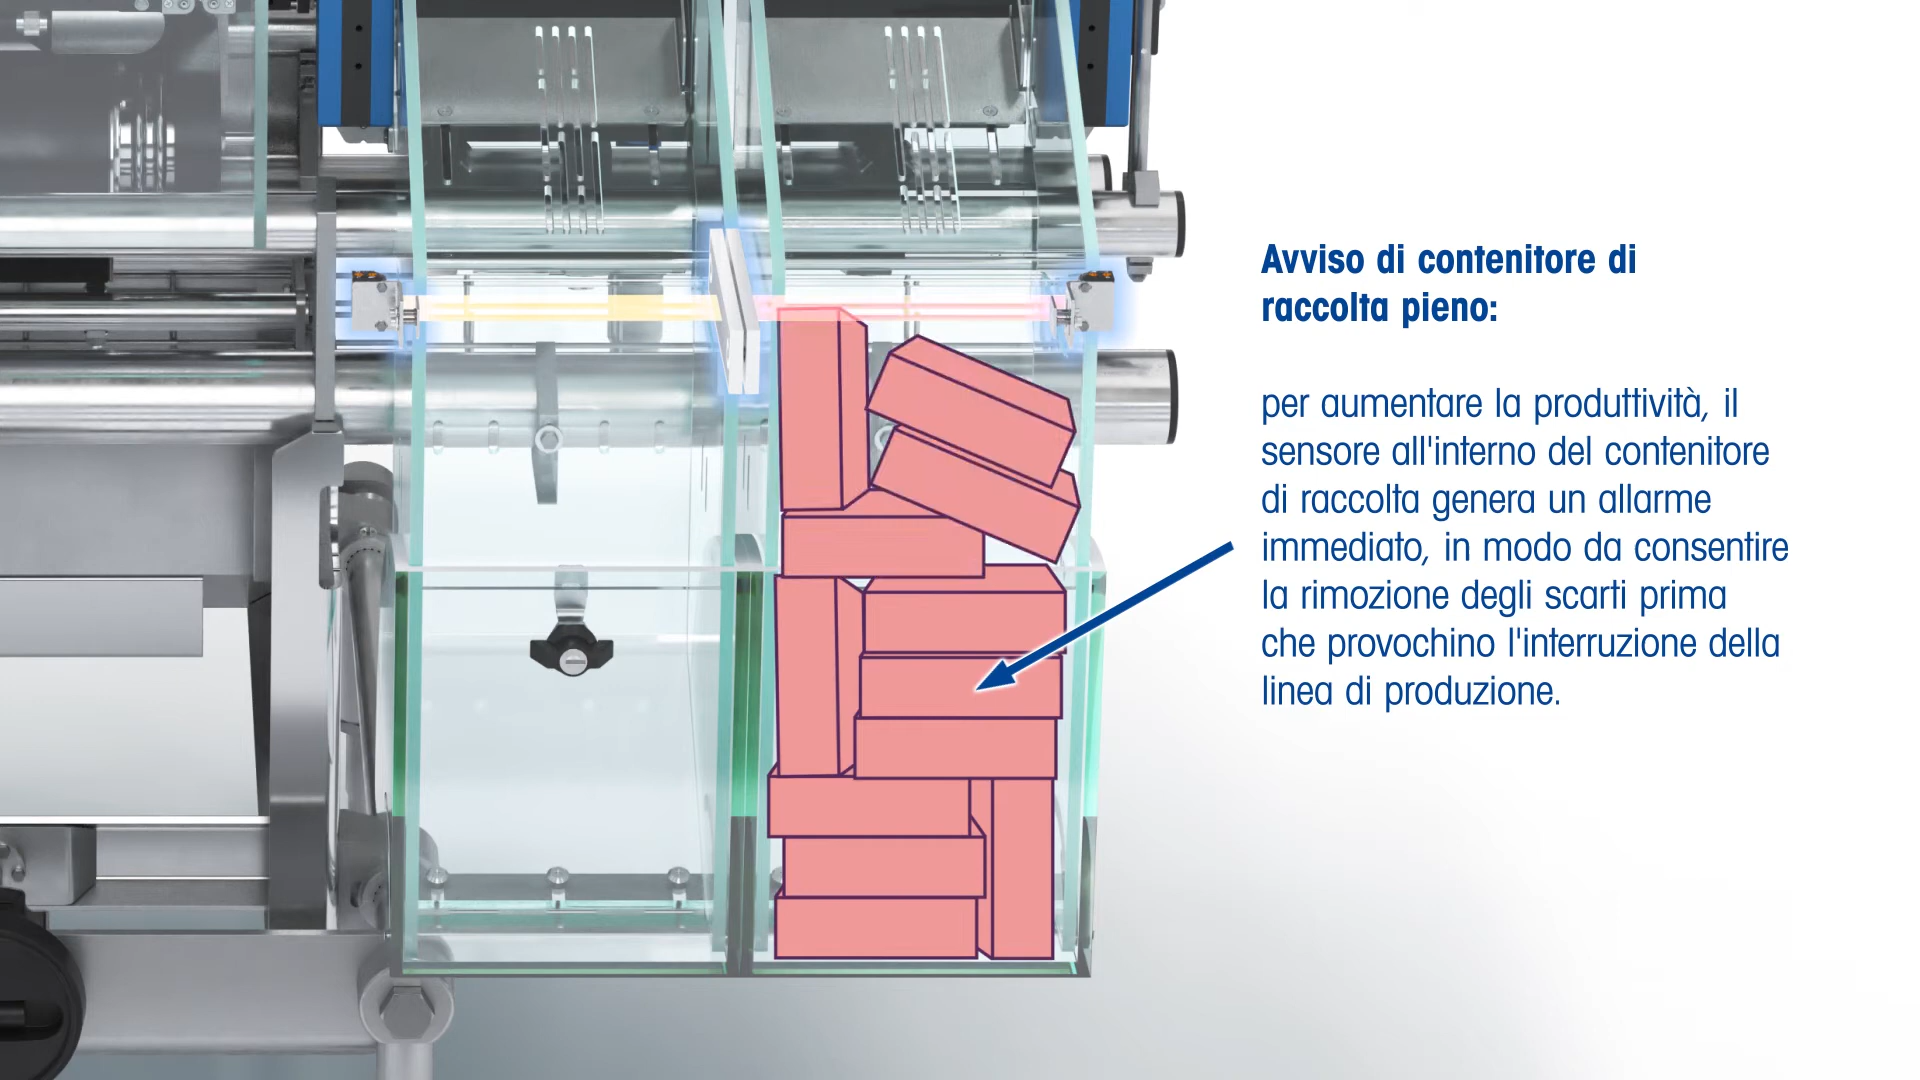 Avviso di contenitore di
raccolta pieno:
per aumentare la produttività, il
sensore all'interno del contenitore
di raccolta genera un allarme
immediato, in modo da consentire
la rimozione degli scarti prima
che provochino l'interruzione della
linea di produzione.